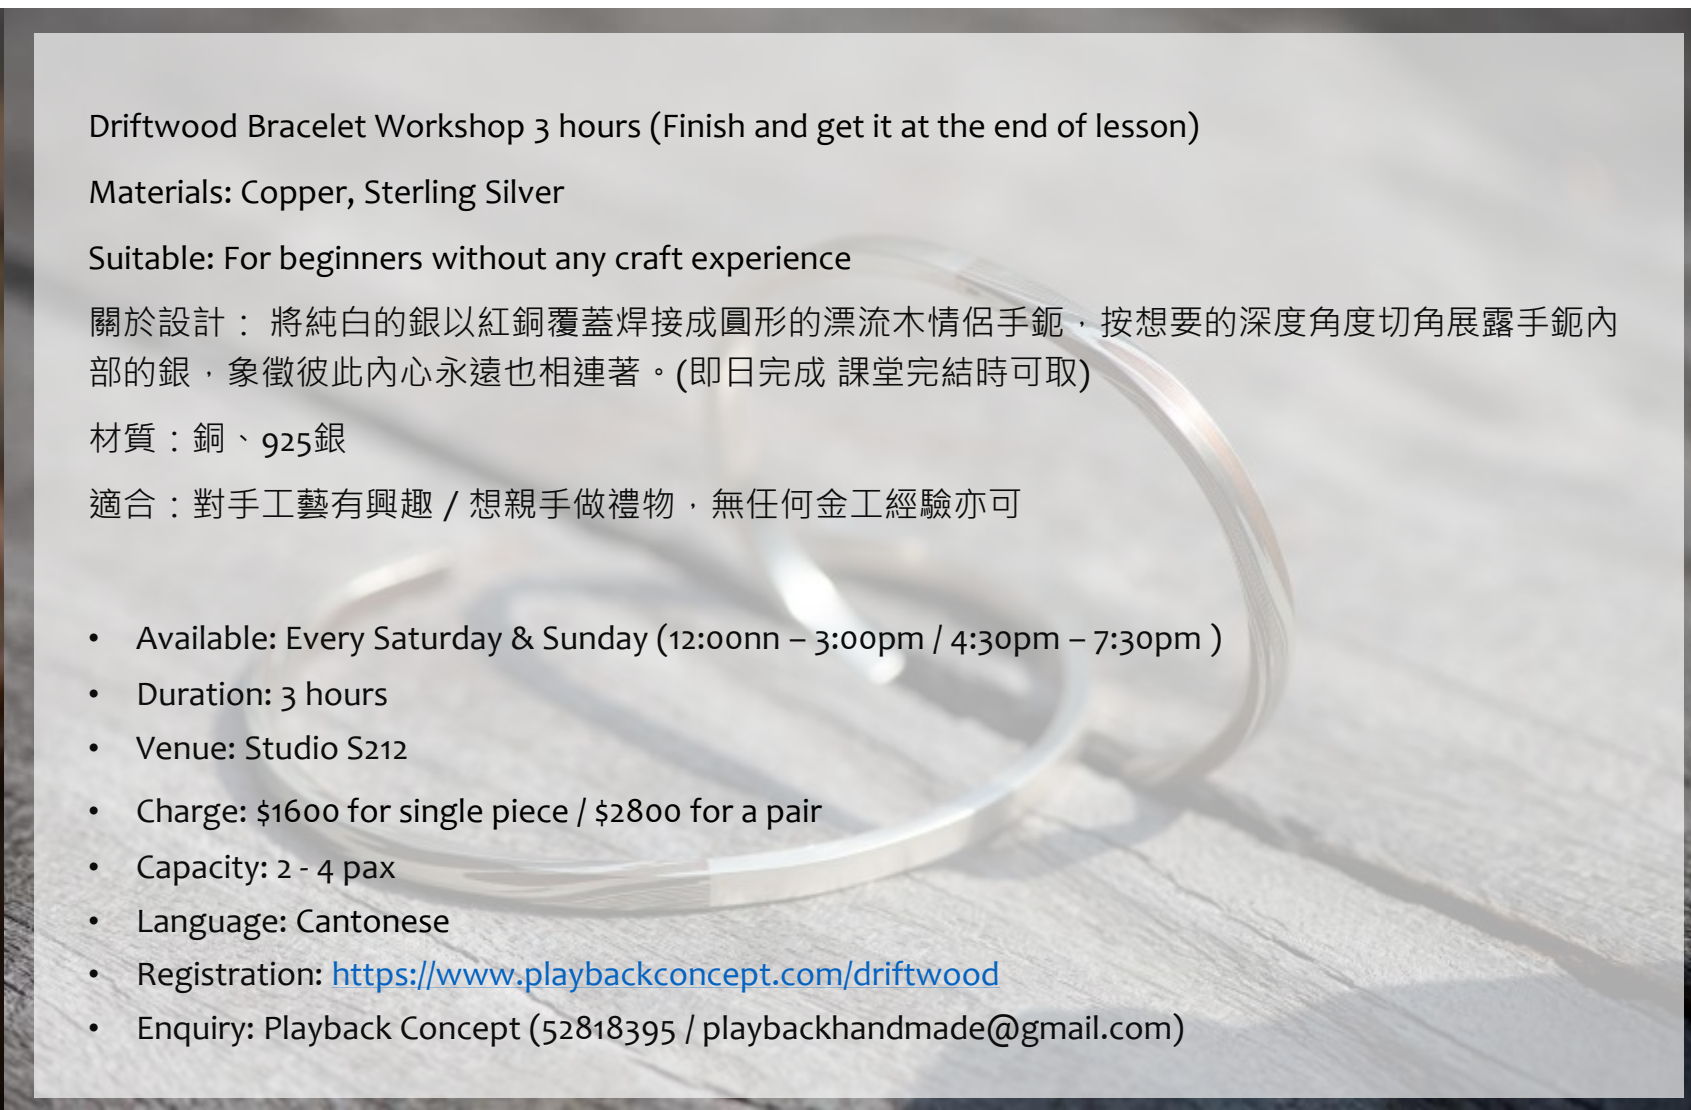 Driftwood Bracelet Workshop 3 hours (Finish and get it at the end of lesson)
Materials: Copper, Sterling Silver
Suitable: For beginners without any craft experience
關於設計： 將純白的銀以紅銅覆蓋焊接成圓形的漂流木情侶手鈪，按想要的深度角度切角展露手鈪內
部的銀，象徵彼此內心永遠也相連著。(即日完成 課堂完結時可取)
材質：銅、925銀
適合：對手工藝有興趣 / 想親手做禮物，無任何金工經驗亦可
• Available: Every Saturday & Sunday (12:00nn – 3:00pm / 4:30pm – 7:30pm )
• Duration: 3 hours
• Venue: Studio S212
• Charge: $1600 for single piece / $2800 for a pair
• Capacity: 2 - 4 pax
• Language: Cantonese
• Registration: https://www.playbackconcept.com/driftwood
• Enquiry: Playback Concept (52818395 / playbackhandmade@gmail.com)